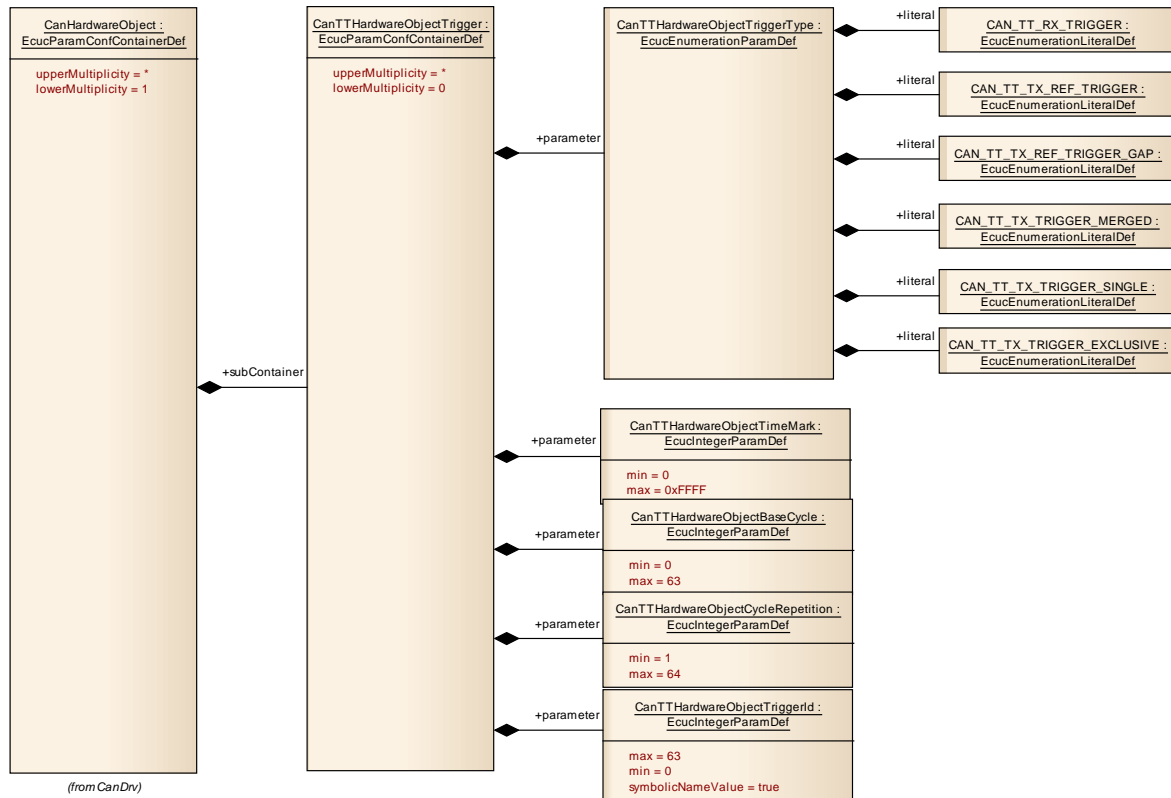 CanHardwareObject :
EcucParamConfContainerDef
upperMultiplicity = *
lowerMultiplicity = 1
(from CanDrv)
+subContainer
CanTTHardwareObjectTrigger :
EcucParamConfContainerDef
upperMultiplicity = *
lowerMultiplicity = 0
+parameter
CanTTHardwareObjectTriggerType :
EcucEnumerationParamDef
+literal
CAN_TT_RX_TRIGGER :
EcucEnumerationLiteralDef
+literal
CAN_TT_TX_REF_TRIGGER :
EcucEnumerationLiteralDef
+literal
CAN_TT_TX_REF_TRIGGER_GAP :
EcucEnumerationLiteralDef
+literal
CAN_TT_TX_TRIGGER_MERGED :
EcucEnumerationLiteralDef
+literal
CAN_TT_TX_TRIGGER_SINGLE :
EcucEnumerationLiteralDef
+literal
CAN_TT_TX_TRIGGER_EXCLUSIVE :
EcucEnumerationLiteralDef
+parameter
CanTTHardwareObjectTimeMark :
EcucIntegerParamDef
min = 0
max = 0xFFFF
+parameter
CanTTHardwareObjectBaseCycle :
EcucIntegerParamDef
min = 0
max = 63
+parameter
CanTTHardwareObjectCycleRepetition :
EcucIntegerParamDef
min = 1
max = 64
+parameter
CanTTHardwareObjectTriggerId :
EcucIntegerParamDef
max = 63
min = 0
symbolicNameValue = true